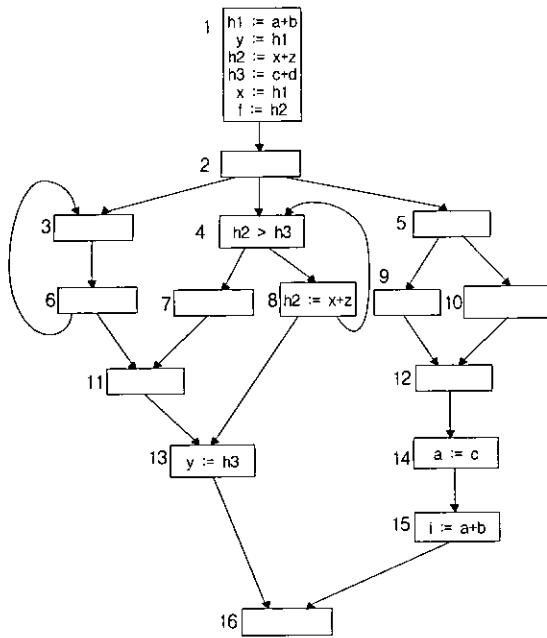 1
h1 := a+b
y := h1
h2 := x+z
h3 := c+d
x := h1
f := h2
2
3
4
h2 > h3
5
6
7
8
h2 := x+z
9
10
11
12
13
y := h3
14
a := c
15
i := a+b
16